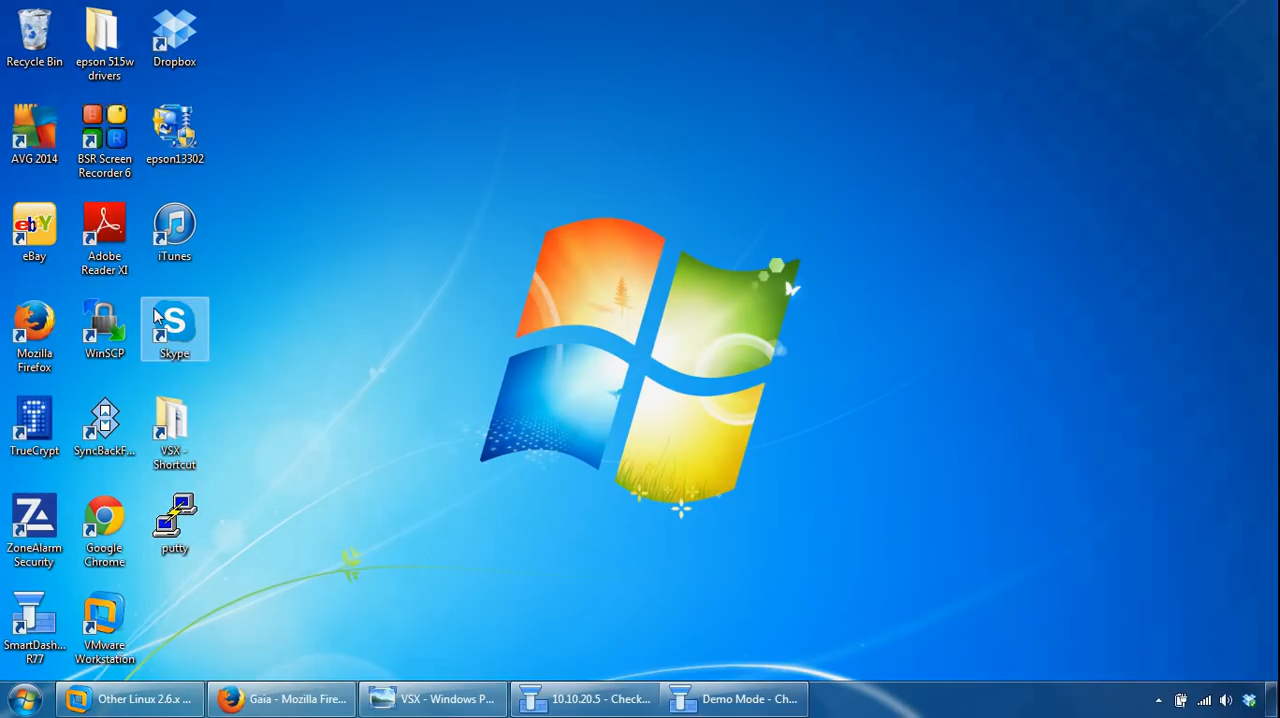 Recycle Bin
epson 515w
drivers
Dropbox
AVG 2014
BSR Screen
Recorder 6
epson13302
ebY
eBay
Adobe
Reader XI
iTunes
Mozilla
Firefox
WinSCP
S
Skype
TrueCrypt
SyncBackF...
VSX -
Shortcut
ZoneAlarm
Security
Google
Chrome
putty
SmartDash...
R77
VMware
Workstation
Other Linux 2.6.x ...
Gaia - Mozilla Fire...
VSX - Windows P...
10.10.20.5 - Check...
Demo Mode - Ch...